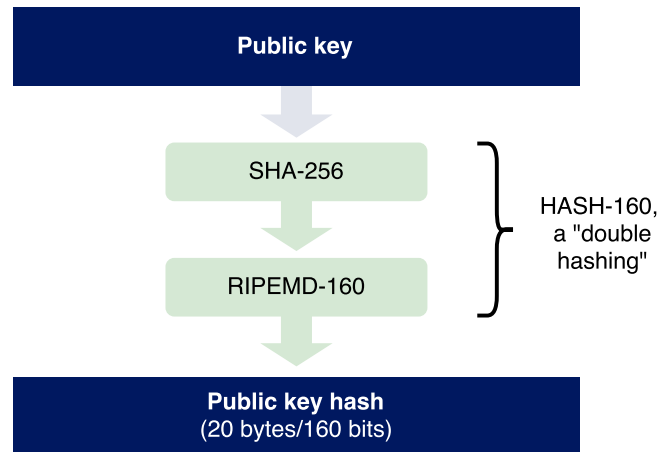 Public key
SHA-256
RIPEMD-160
HASH-160,
a "double
hashing"
Public key hash
(20 bytes/160 bits)